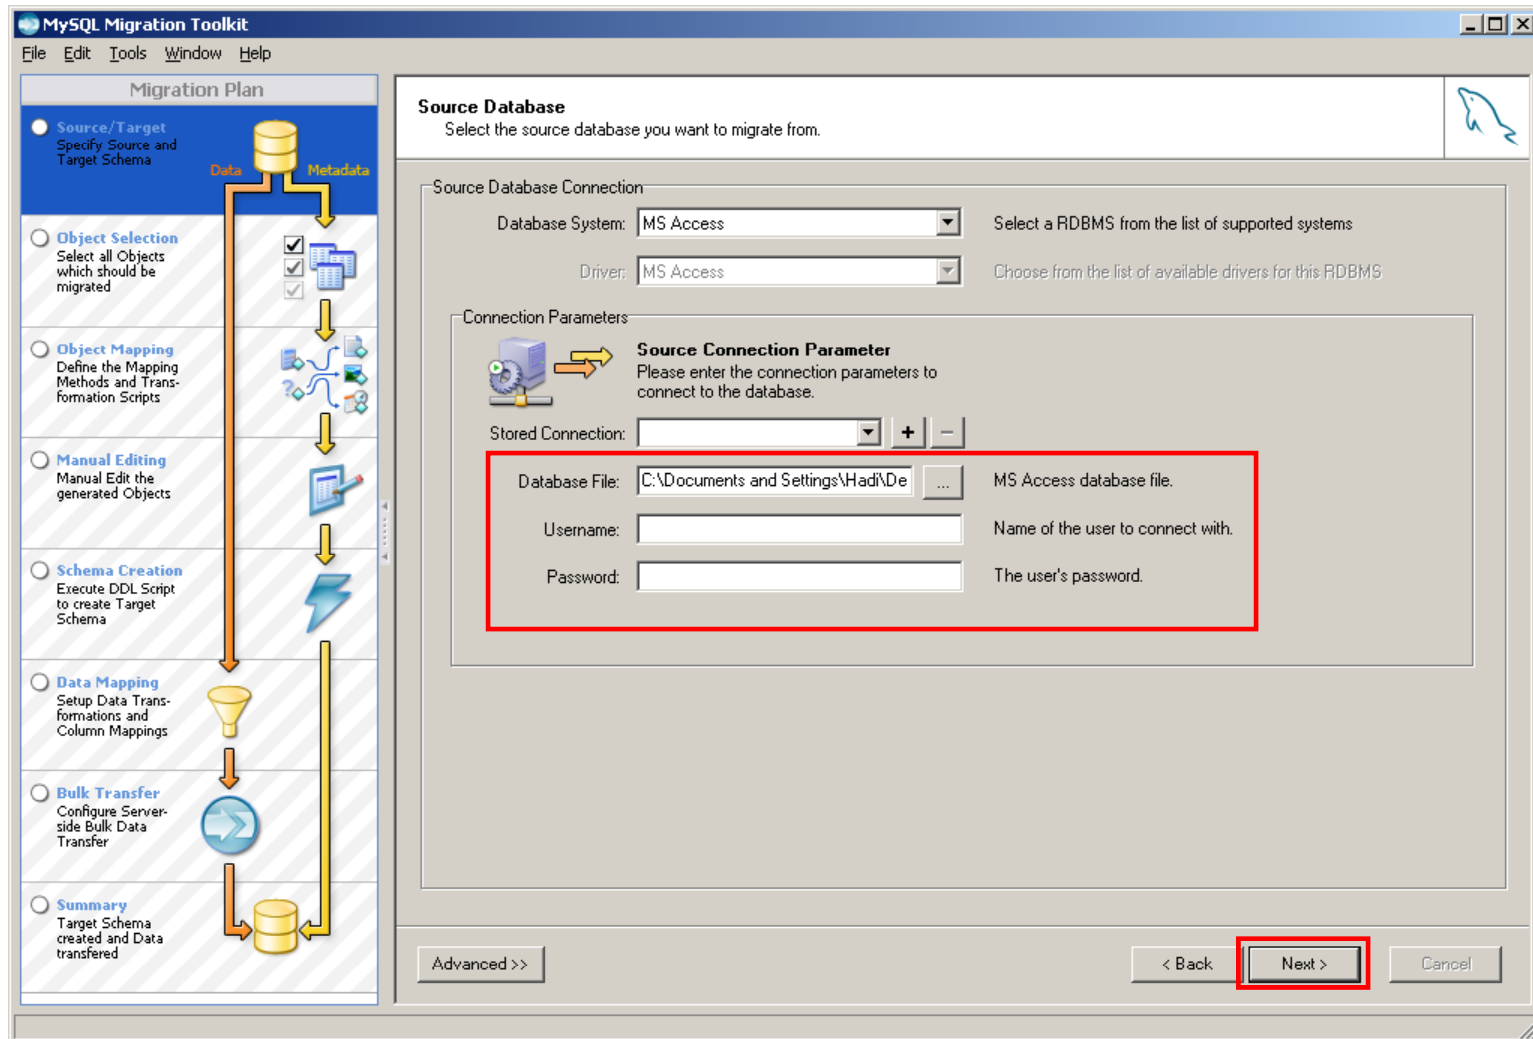 MySQL Migration Toolkit
File Edit Tools Window Help
Migration Plan
Source/Target
Specify Source and
Target Schema
Data
Metadata
Object Selection
Select all Objects
which should be
migrated
Object Mapping
Define the Mapping
Methods and Trans-
formation Scripts
Manual Editing
Manual Edit the
generated Objects
Schema Creation
Execute DDL Script
to create Target
Schema
Data Mapping
Setup Data Trans-
formations and
Column Mappings
Bulk Transfer
Configure Server-
side Bulk Data
Transfer
Summary
Target Schema
created and Data
transfered
Source Database
Select the source database you want to migrate from.
Source Database Connection
Database System: MS Access Select a RDBMS from the list of supported systems
Driver: MS Access Choose from the list of available drivers for this RDBMS
Connection Parameters
Source Connection Parameter
Please enter the connection parameters to
connect to the database.
Stored Connection: + −
Database File: C:\Documents and Settings\Hadi\De ... MS Access database file.
Username: Name of the user to connect with.
Password: The user's password.
Advanced >> < Back Next > Cancel